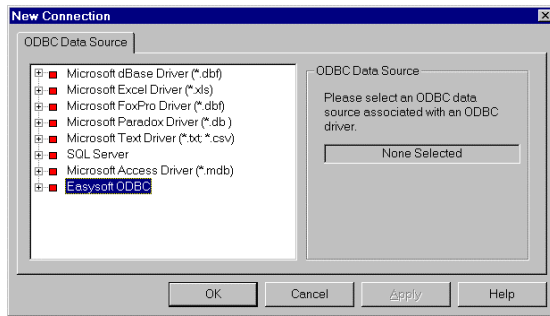 New Connection
ODBC Data Source
Microsoft dBase Driver (*.dbf)
Microsoft Excel Driver (*.xls)
Microsoft FoxPro Driver (*.dbf)
Microsoft Paradox Driver (*.db )
Microsoft Text Driver (*.txt; *.csv)
SQL Server
Microsoft Access Driver (*.mdb)
Easysoft ODBC
ODBC Data Source
Please select an ODBC data
source associated with an ODBC
driver.
None Selected
OK
Cancel
Apply
Help